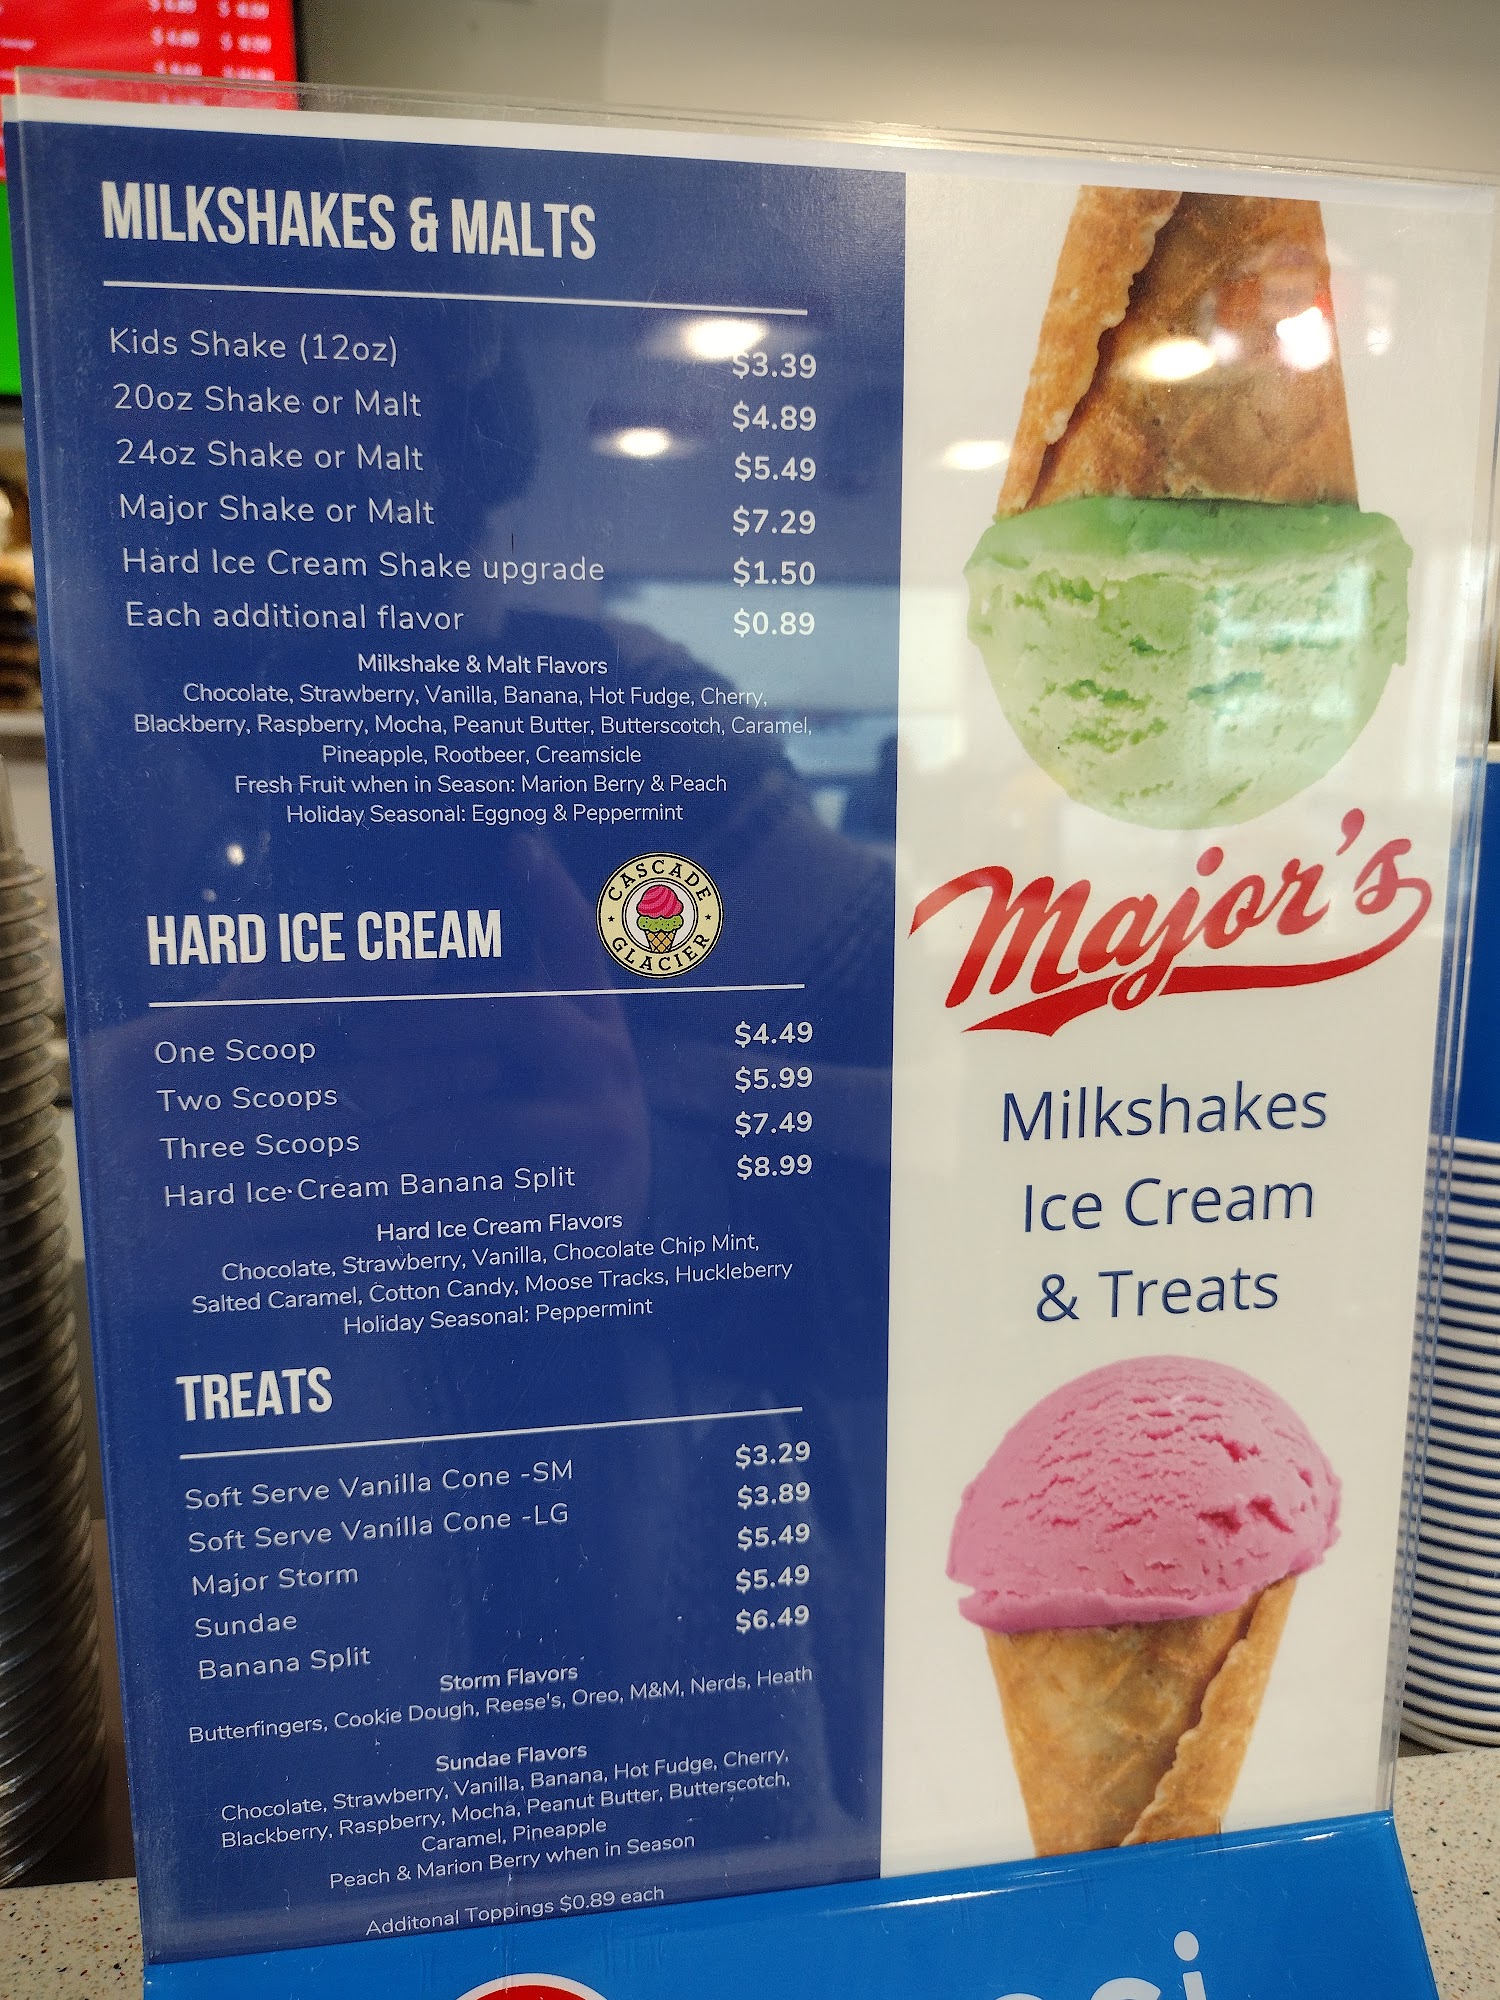 MILKSHAKES & MALTS
Kids Shake (12oz) $3.39
20oz Shake or Malt $4.89
24oz Shake or Malt $5.49
Major Shake or Malt $7.29
Hard Ice Cream Shake upgrade $1.50
Each additional flavor $0.89
Milkshake & Malt Flavors
Chocolate, Strawberry, Vanilla, Banana, Hot Fudge, Cherry,
Blackberry, Raspberry, Mocha, Peanut Butter, Butterscotch, Caramel,
Pineapple, Rootbeer, Creamsicle
Fresh Fruit when in Season: Marion Berry & Peach
Holiday Seasonal: Eggnog & Peppermint
HARD ICE CREAM
CASCADE
GLACIER
One Scoop $4.49
Two Scoops $5.99
Three Scoops $7.49
Hard Ice Cream Banana Split $8.99
Hard Ice Cream Flavors
Chocolate, Strawberry, Vanilla, Chocolate Chip Mint,
Salted Caramel, Cotton Candy, Moose Tracks, Huckleberry
Holiday Seasonal: Peppermint
TREATS
Soft Serve Vanilla Cone -SM $3.29
Soft Serve Vanilla Cone -LG $3.89
Major Storm $5.49
Sundae $5.49
Banana Split $6.49
Storm Flavors
Butterfingers, Cookie Dough, Reese's, Oreo, M&M, Nerds, Heath
Sundae Flavors
Chocolate, Strawberry, Vanilla, Banana, Hot Fudge, Cherry,
Blackberry, Raspberry, Mocha, Peanut Butter, Butterscotch,
Caramel, Pineapple
Peach & Marion Berry when in Season
Additonal Toppings $0.89 each
Major's
Milkshakes
Ice Cream
& Treats